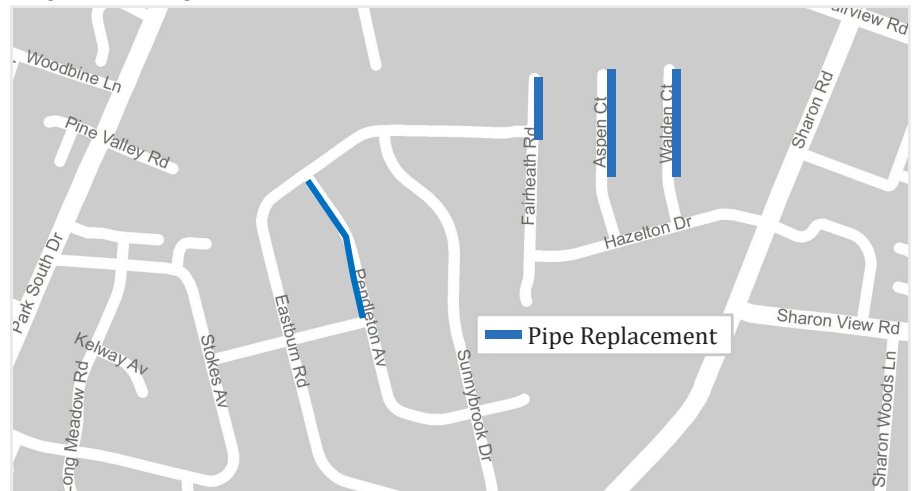 Woodbine Ln
Pine Valley Rd
Park South Dr
Kelway Av
Long Meadow Rd
Stokes Av
Eastburn Rd
Pendleton Av
Sunnybrook Dr
Fairheath Rd
Aspen Ct
Walden Ct
Hazelton Dr
Sharon Rd
Rd
Sharon View Rd
Sharon Woods Ln
Pipe Replacement